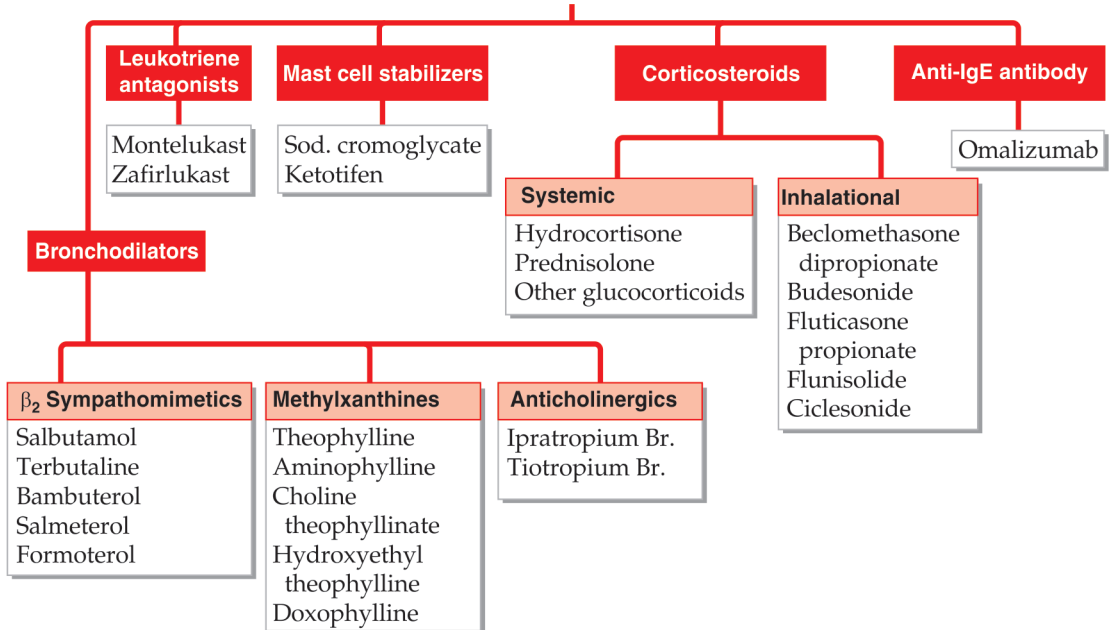 Leukotriene
antagonists
Montelukast
Zafirlukast
Mast cell stabilizers
Sod. cromoglycate
Ketotifen
Corticosteroids
Systemic
Hydrocortisone
Prednisolone
Other glucocorticoids
Inhalational
Beclomethasone
dipropionate
Budesonide
Fluticasone
propionate
Flunisolide
Ciclesonide
Anti-IgE antibody
Omalizumab
Bronchodilators
β₂ Sympathomimetics
Salbutamol
Terbutaline
Bambuterol
Salmeterol
Formoterol
Methylxanthines
Theophylline
Aminophylline
Choline
theophyllinate
Hydroxyethyl
theophylline
Doxophylline
Anticholinergics
Ipratropium Br.
Tiotropium Br.